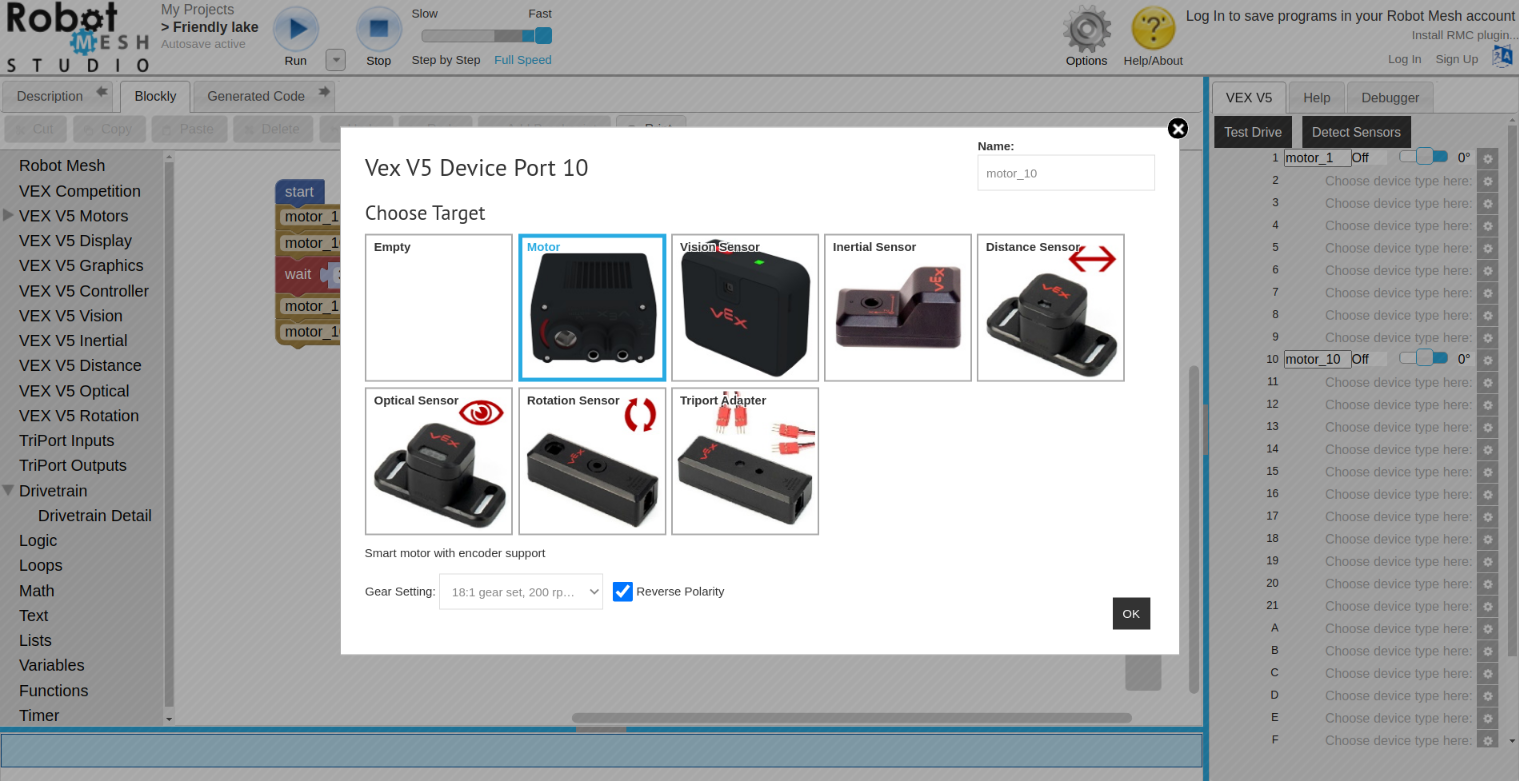 Robot
MESH
STUDIO
My Projects
> Friendly lake
Autosave active
Run
Stop
Slow Fast
Step by Step Full Speed
Options
Help/About
Log In to save programs in your Robot Mesh account
Install RMC plugin...
Log In Sign Up
Description
Blockly
Generated Code
VEX V5
Help
Debugger
Cut
Copy
Paste
Delete
Test Drive
Detect Sensors
Robot Mesh
VEX Competition
VEX V5 Motors
VEX V5 Display
VEX V5 Graphics
VEX V5 Controller
VEX V5 Vision
VEX V5 Inertial
VEX V5 Distance
VEX V5 Optical
VEX V5 Rotation
TriPort Inputs
TriPort Outputs
Drivetrain
Drivetrain Detail
Logic
Loops
Math
Text
Lists
Variables
Functions
Timer
start
motor_1
motor_10
wait
motor_1
motor_10
Vex V5 Device Port 10
Name:
motor_10
Choose Target
Empty
Motor
Vision Sensor
vex
Inertial Sensor
vex
Distance Sensor
vex
Optical Sensor
vex
Rotation Sensor
vex
Triport Adapter
vex
Smart motor with encoder support
Gear Setting: 18:1 gear set, 200 rp... Reverse Polarity
OK
1 motor_1 Off 0°
2 Choose device type here:
3 Choose device type here:
4 Choose device type here:
5 Choose device type here:
6 Choose device type here:
7 Choose device type here:
8 Choose device type here:
9 Choose device type here:
10 motor_10 Off 0°
11 Choose device type here:
12 Choose device type here:
13 Choose device type here:
14 Choose device type here:
15 Choose device type here:
16 Choose device type here:
17 Choose device type here:
18 Choose device type here:
19 Choose device type here:
20 Choose device type here:
21 Choose device type here:
A Choose device type here:
B Choose device type here:
C Choose device type here:
D Choose device type here:
E Choose device type here:
F Choose device type here: